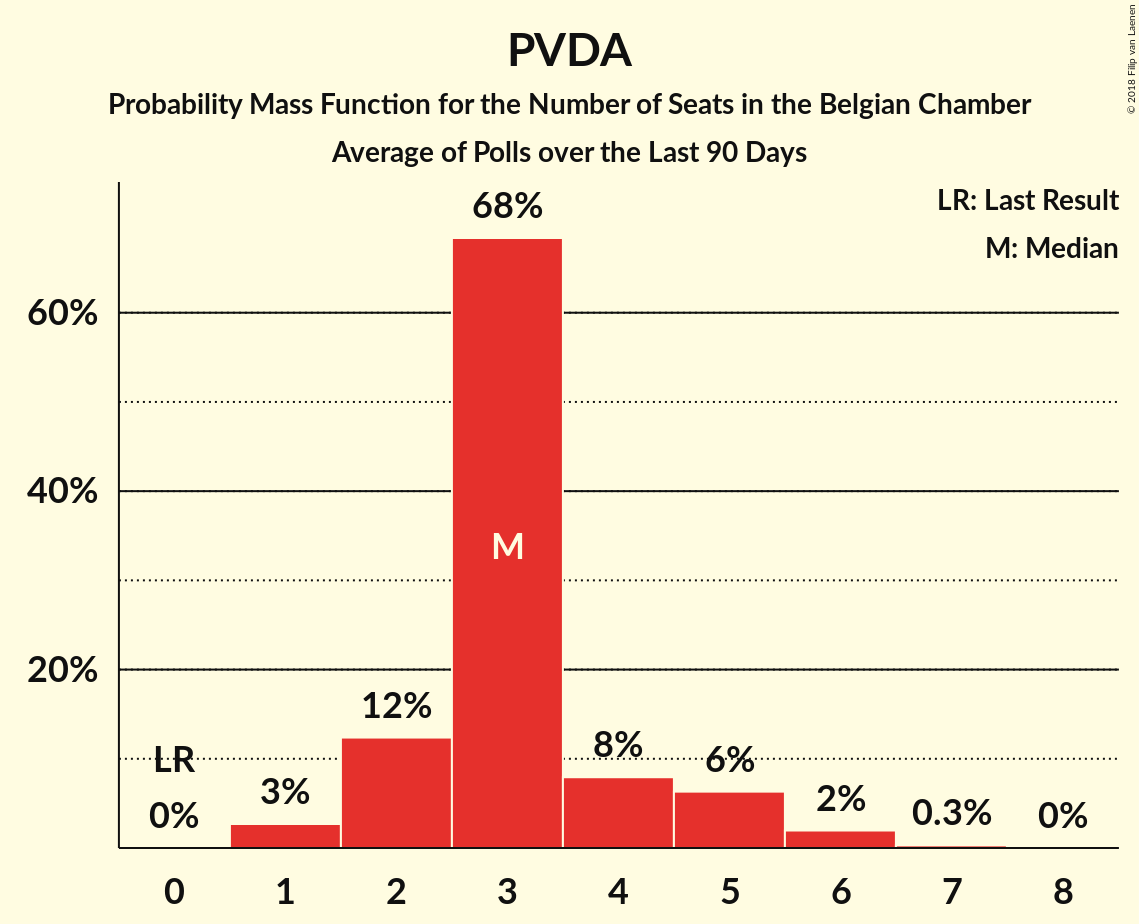 PVDA
Probability Mass Function for the Number of Seats in the Belgian Chamber
Average of Polls over the Last 90 Days
© 2018 Filip van Laenen
LR: Last Result
M: Median
68%
60%
40%
M
20%
12%
LR
8%
6%
3%
2%
0%
0.3%
0%
0 1 2 3 4 5 6 7 8